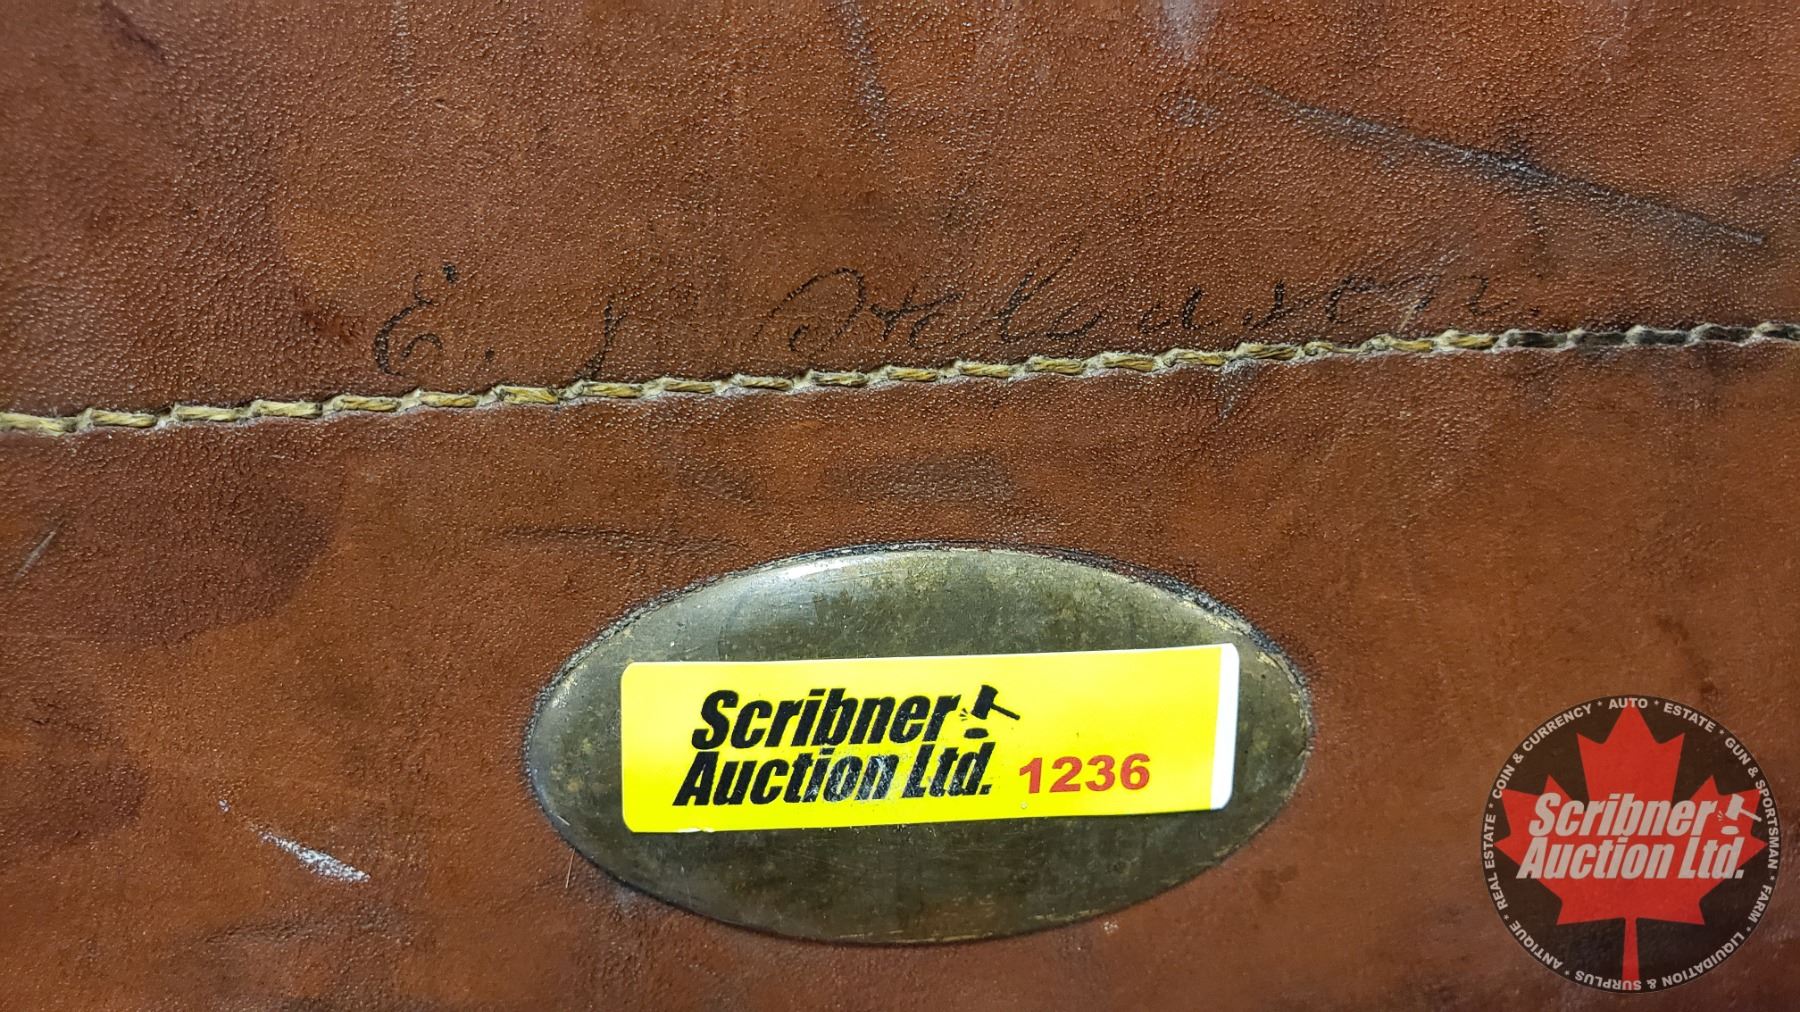 E.
Scribner
Auction Ltd. 1236
Scribner
Auction Ltd.
REAL ESTATE * COIN & CURRENCY * AUTO * ESTATE * GUN & SPORTSMAN * FARM * LIQUIDATION & SURPLUS * ANTIQUE *